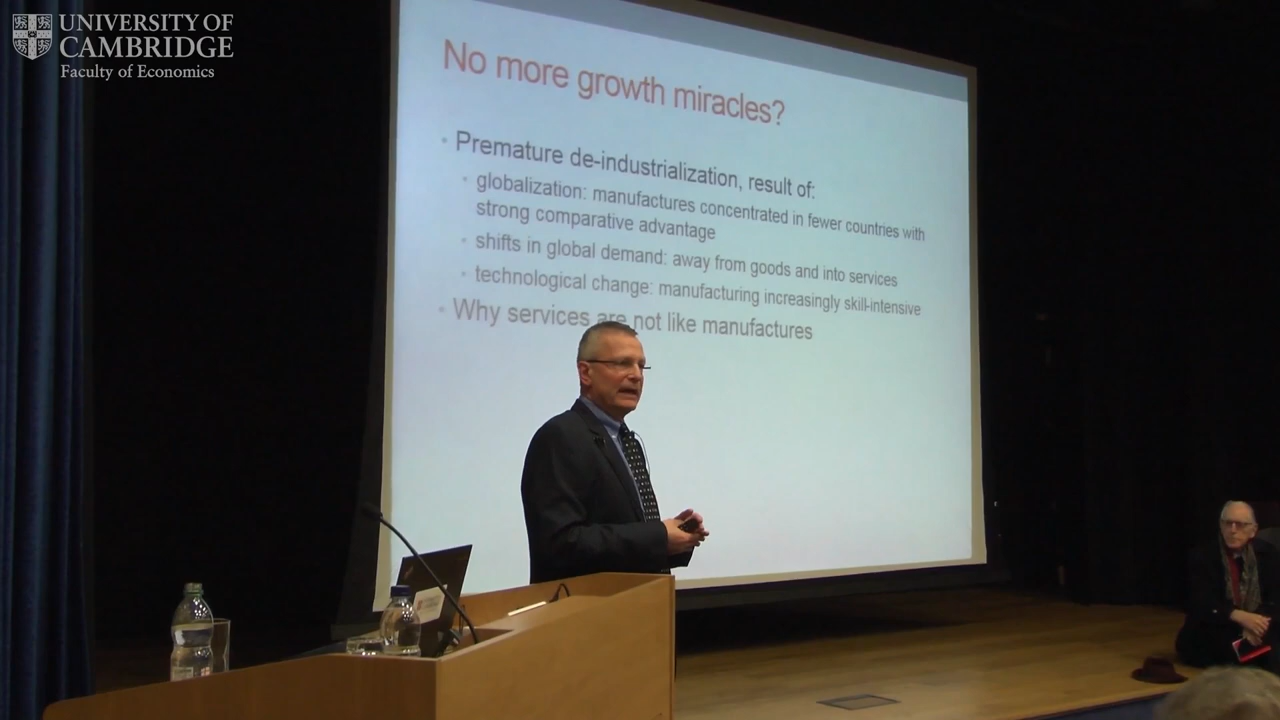 UNIVERSITY OF
CAMBRIDGE
Faculty of Economics
No more growth miracles?
• Premature de-industrialization, result of:
• globalization: manufactures concentrated in fewer countries with
strong comparative advantage
• shifts in global demand: away from goods and into services
• technological change: manufacturing increasingly skill-intensive
• Why services are not like manufactures